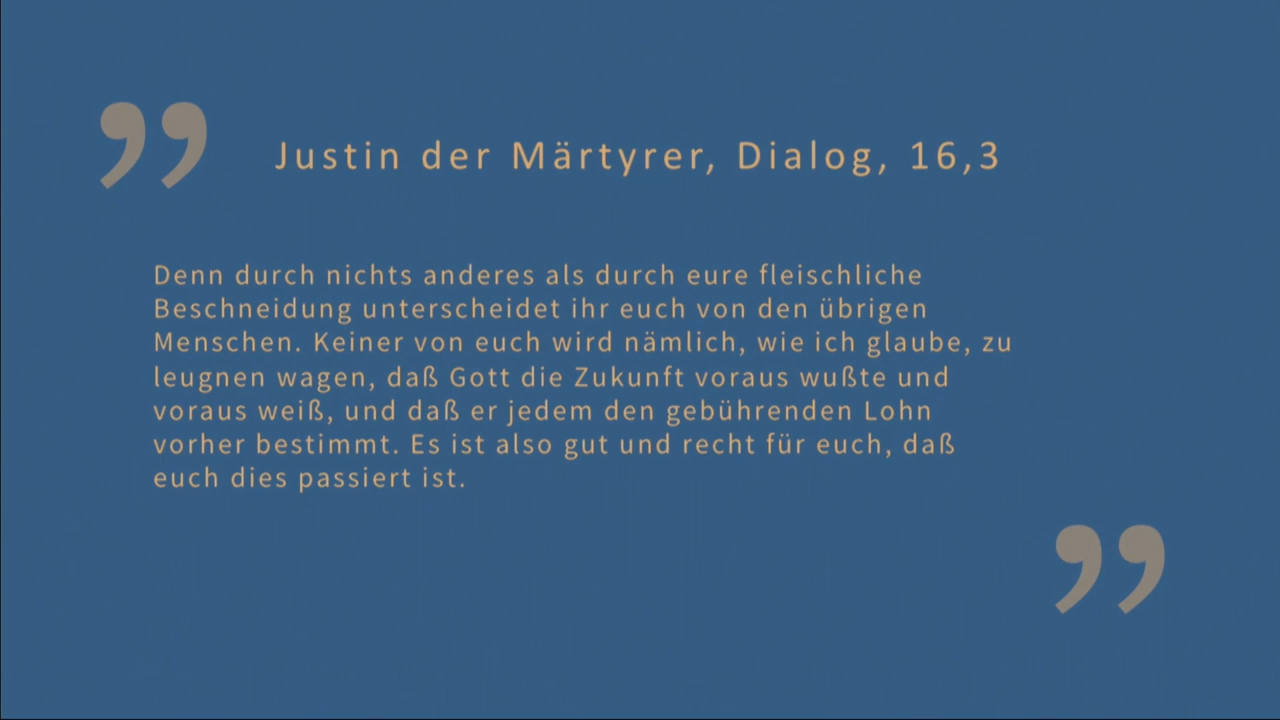 Justin der Märtyrer, Dialog, 16,3
Denn durch nichts anderes als durch eure fleischliche
Beschneidung unterscheidet ihr euch von den übrigen
Menschen. Keiner von euch wird nämlich, wie ich glaube, zu
leugnen wagen, daß Gott die Zukunft voraus wußte und
voraus weiß, und daß er jedem den gebührenden Lohn
vorher bestimmt. Es ist also gut und recht für euch, daß
euch dies passiert ist.